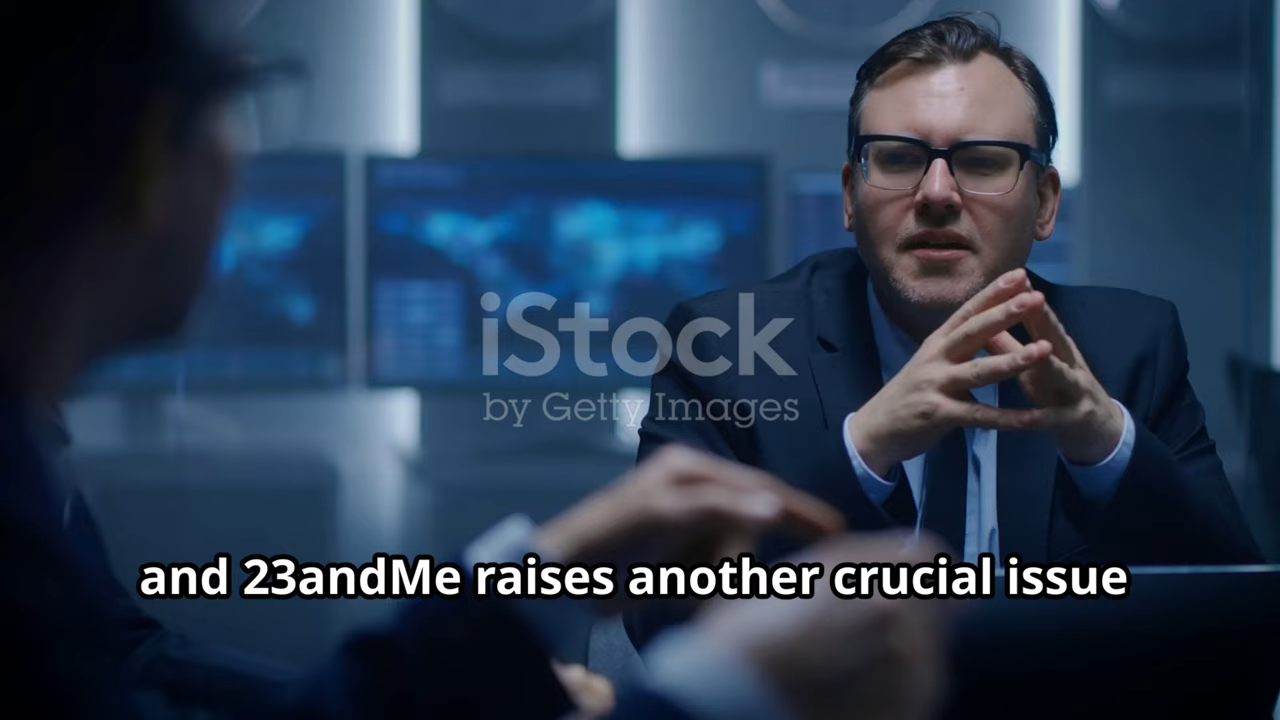 iStock
by Getty Images
and 23andMe raises another crucial issue